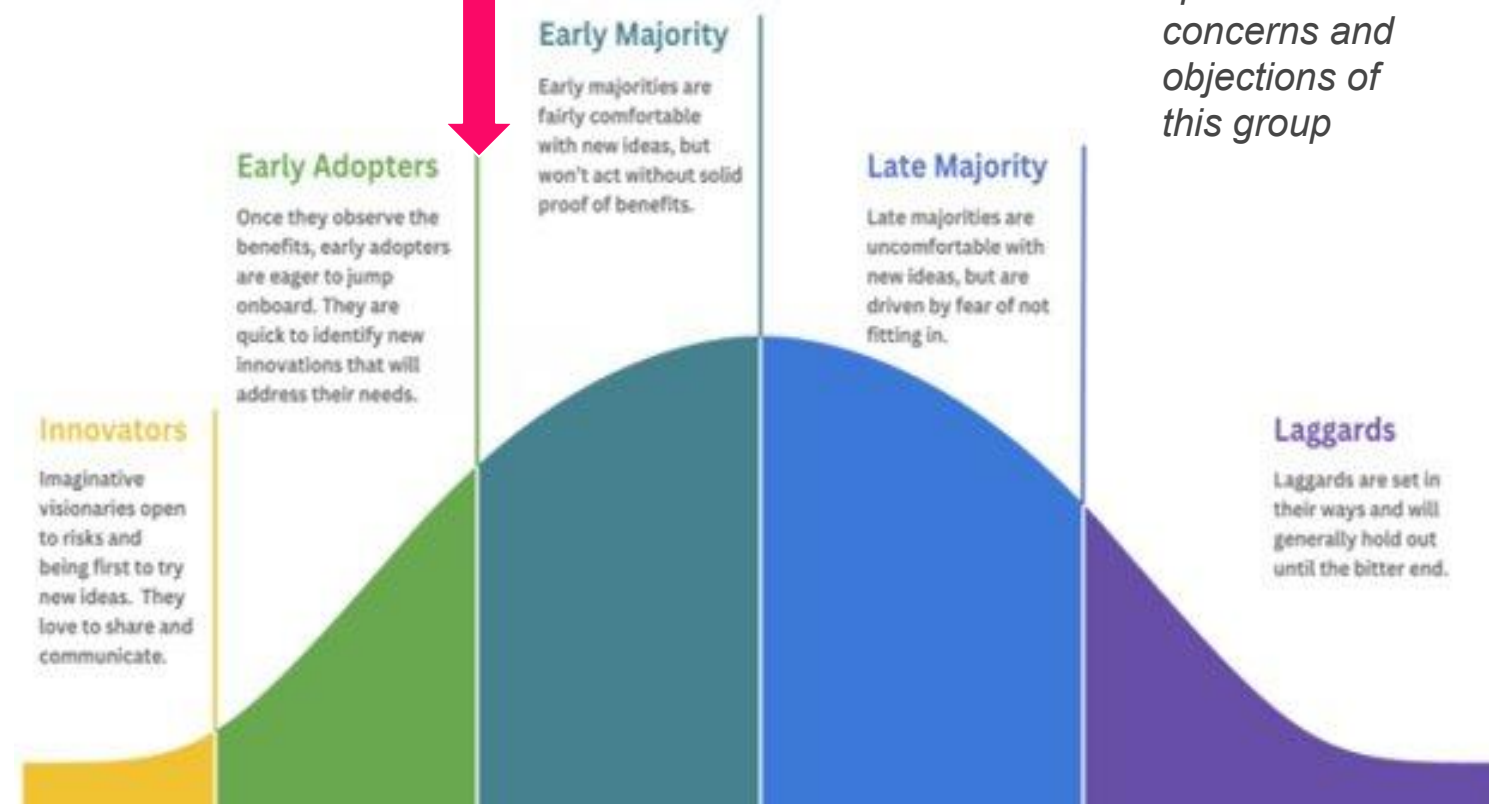 concerns and
objections of
this group
Early Majority
Early majorities are
fairly comfortable
with new ideas, but
won't act without solid
proof of benefits.
Early Adopters
Once they observe the
benefits, early adopters
are eager to jump
onboard. They are
quick to identify new
innovations that will
address their needs.
Late Majority
Late majorities are
uncomfortable with
new ideas, but are
driven by fear of not
fitting in.
Innovators
Imaginative
visionaries open
to risks and
being first to try
new ideas. They
love to share and
communicate.
Laggards
Laggards are set in
their ways and will
generally hold out
until the bitter end.